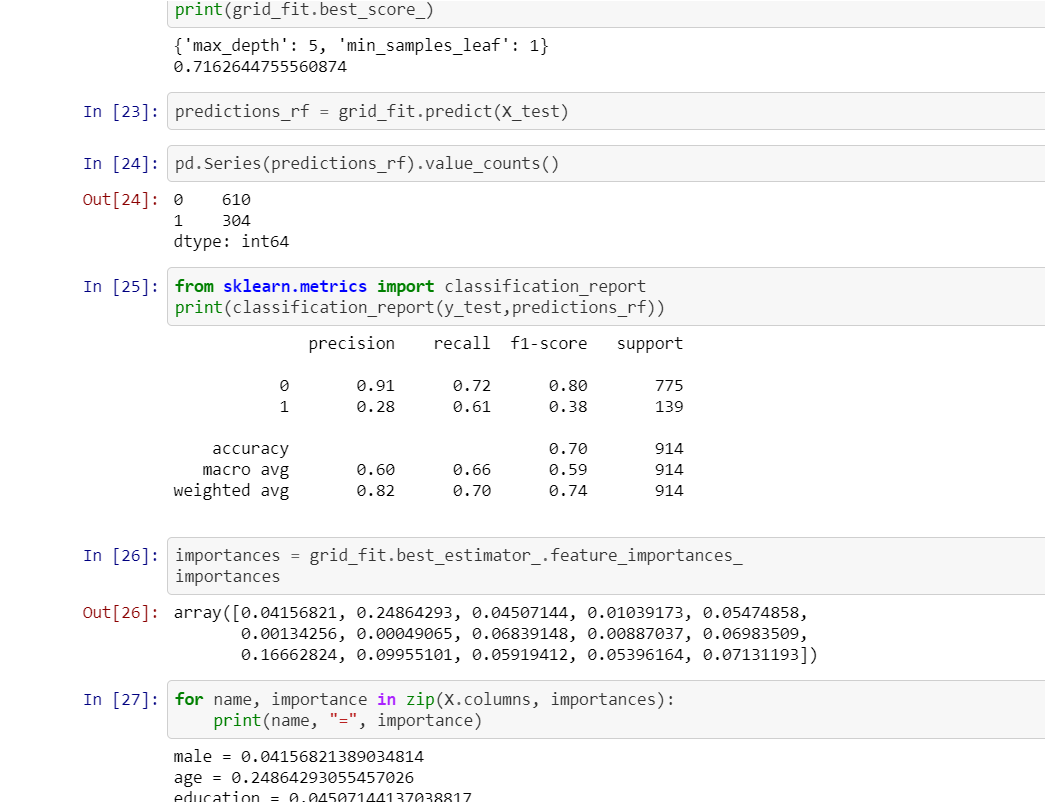 print(grid_fit.best_score_)
{'max_depth': 5, 'min_samples_leaf': 1}
0.7162644755560874
In [23]: predictions_rf = grid_fit.predict(X_test)
In [24]: pd.Series(predictions_rf).value_counts()
Out[24]: 0    610
1    304
dtype: int64
In [25]: from sklearn.metrics import classification_report
print(classification_report(y_test,predictions_rf))
              precision    recall  f1-score   support
           0       0.91      0.72      0.80       775
           1       0.28      0.61      0.38       139
    accuracy                           0.70       914
   macro avg       0.60      0.66      0.59       914
weighted avg       0.82      0.70      0.74       914
In [26]: importances = grid_fit.best_estimator_.feature_importances_
importances
Out[26]: array([0.04156821, 0.24864293, 0.04507144, 0.01039173, 0.05474858,
       0.00134256, 0.00049065, 0.06839148, 0.00887037, 0.06983509,
       0.16662824, 0.09955101, 0.05919412, 0.05396164, 0.07131193])
In [27]: for name, importance in zip(X.columns, importances):
    print(name, "=", importance)
male = 0.04156821389034814
age = 0.24864293055457026
education = 0.04507144137038817